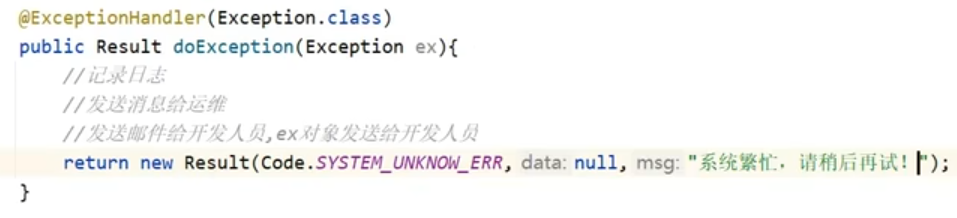 @ExceptionHandler(Exception.class)
public Result doException(Exception ex){
//记录日志
//发送消息给运维
//发送邮件给开发人员,ex对象发送给开发人员
return new Result(Code.SYSTEM_UNKNOW_ERR, data: null, msg: "系统繁忙，请稍后再试！");
}